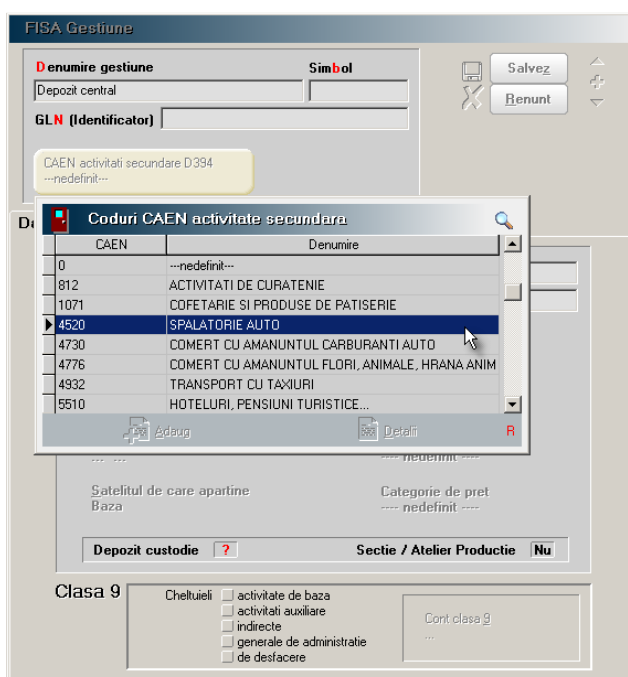 FISA Gestiune
Denumire gestiune Simbol
Depozit central
GLN (Identificator)
Salvez
Renunt
CAEN activitati secundare D394
---nedefinit---
Coduri CAEN activitate secundara
CAEN Denumire
0 ---nedefinit---
812 ACTIVITATI DE CURATENIE
1071 COFETARIE SI PRODUSE DE PATISERIE
4520 SPALATORIE AUTO
4730 COMERT CU AMANUNTUL CARBURANTI AUTO
4776 COMERT CU AMANUNTUL FLORI, ANIMALE, HRANA ANIM
4932 TRANSPORT CU TAXIURI
5510 HOTELURI, PENSIUNI TURISTICE...
Adaug Detalii R
--- --- ---- nedefinit ----
Satelitul de care apartine Categorie de pret
Baza ---- nedefinit ----
Depozit custodie ? Sectie / Atelier Productie Nu
Clasa 9
Cheltuieli activitate de baza
activitati auxiliare
indirecte
generale de administratie
de desfacere
Cont clasa 9
...